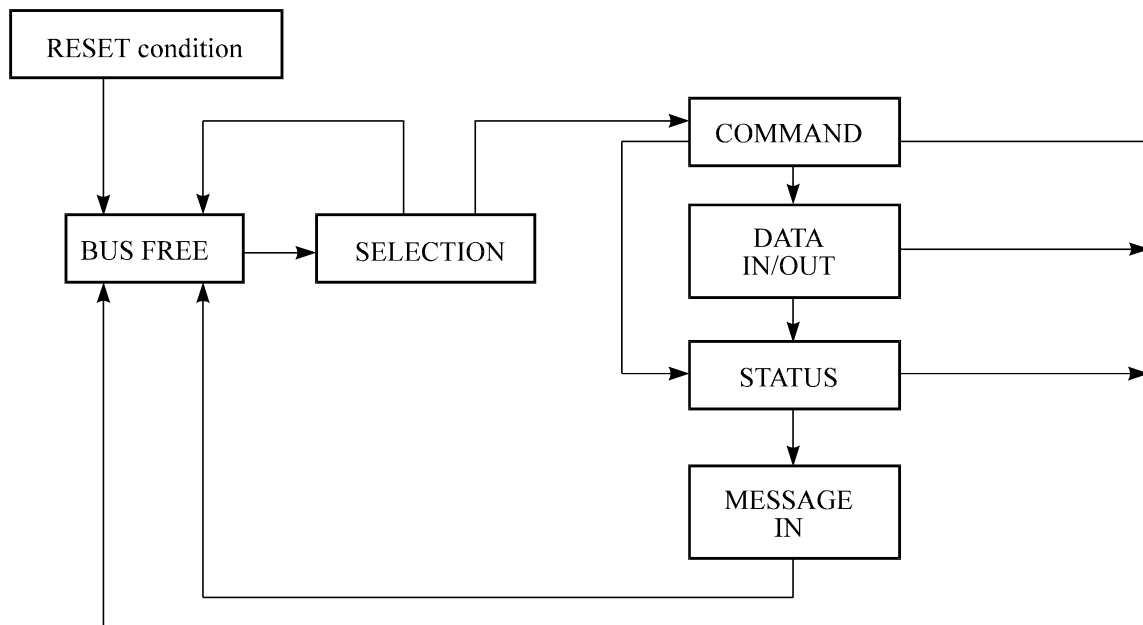 RESET condition
COMMAND
BUS FREE
SELECTION
DATA
IN/OUT
STATUS
MESSAGE
IN